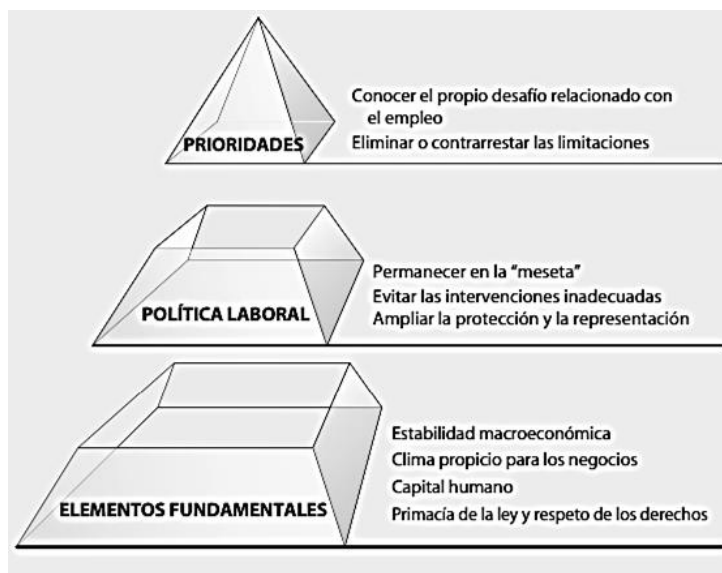 Conocer el propio desafío relacionado con
el empleo
Eliminar o contrarrestar las limitaciones
PRIORIDADES
Permanecer en la “meseta”
Evitar las intervenciones inadecuadas
Ampliar la protección y la representación
POLÍTICA LABORAL
Estabilidad macroeconómica
Clima propicio para los negocios
Capital humano
Primacía de la ley y respeto de los derechos
ELEMENTOS FUNDAMENTALES